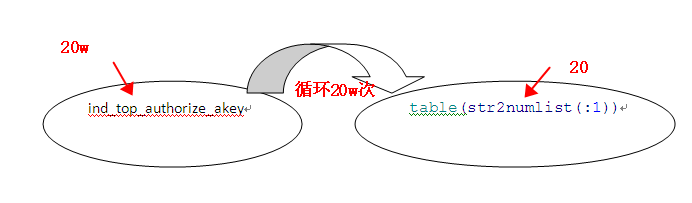 20w
循环20w次
20
ind_top_authorize_akey↵
table(str2numlist(:1))↵